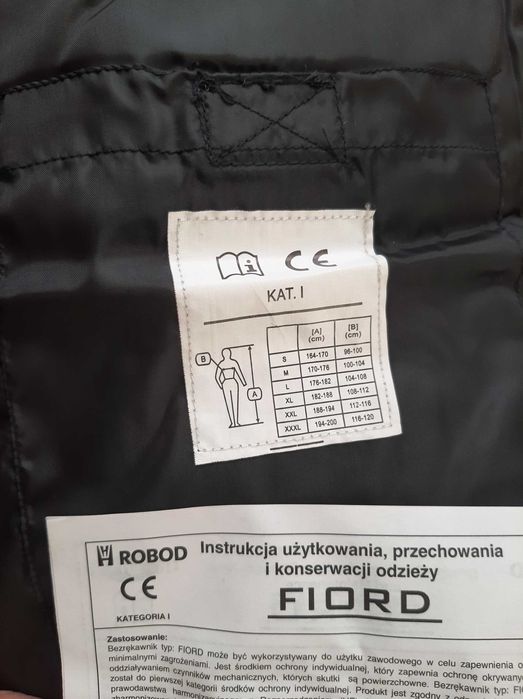 i CE
KAT. I
[A] (cm) [B] (cm)
S 164-170 96-100
M 170-176 100-104
L 176-182 104-108
XL 182-188 108-112
XXL 188-194 112-116
XXXL 194-200 116-120
B
A
ROBOD
CE
KATEGORIA I
Instrukcja użytkowania, przechowania
i konserwacji odzieży
FIORD
Zastosowanie:
Bezrękawnik typ: FIORD może być wykorzystywany do użytku zawodowego w celu zapewnienia
minimalnymi zagrożeniami. Jest środkiem ochrony indywidualnej, który zapewnia ochronę
oddziaływaniem czynników mechanicznych, których skutki są powierzchowne. Bezrękawnik typ:
został do pierwszej kategorii środków ochrony indywidualnej. Produkt jest zgodny z
prawodawstwa